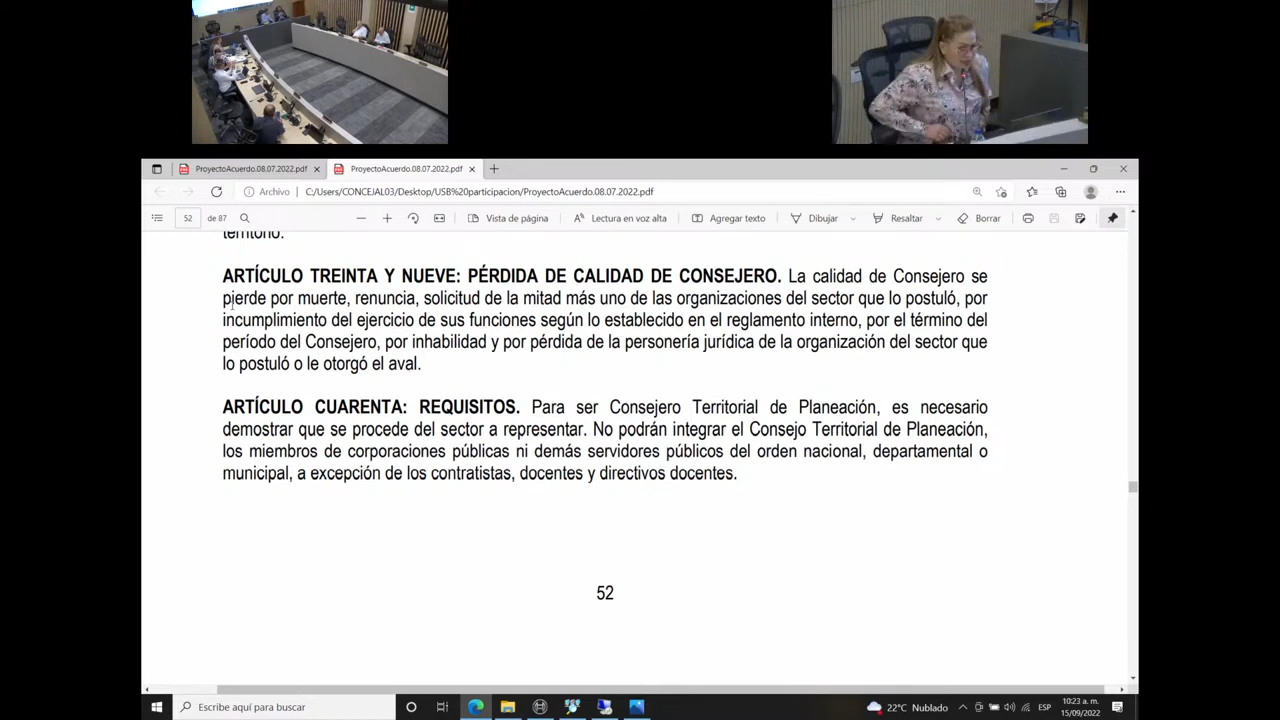 ProyectoAcuerdo.08.07.2022.pdf
ProyectoAcuerdo.08.07.2022.pdf
Archivo C:/Users/CONCEJAL03/Desktop/USB%20participacion/ProyectoAcuerdo.08.07.2022.pdf
52 de 87 Vista de página Lectura en voz alta Agregar texto Dibujar Resaltar Borrar
territorio.
ARTÍCULO TREINTA Y NUEVE: PÉRDIDA DE CALIDAD DE CONSEJERO. La calidad de Consejero se
pierde por muerte, renuncia, solicitud de la mitad más uno de las organizaciones del sector que lo postuló, por
incumplimiento del ejercicio de sus funciones según lo establecido en el reglamento interno, por el término del
período del Consejero, por inhabilidad y por pérdida de la personería jurídica de la organización del sector que
lo postuló o le otorgó el aval.
ARTÍCULO CUARENTA: REQUISITOS. Para ser Consejero Territorial de Planeación, es necesario
demostrar que se procede del sector a representar. No podrán integrar el Consejo Territorial de Planeación,
los miembros de corporaciones públicas ni demás servidores públicos del orden nacional, departamental o
municipal, a excepción de los contratistas, docentes y directivos docentes.
52
Escribe aquí para buscar
22°C Nublado
ESP
10:23 a. m.
15/09/2022